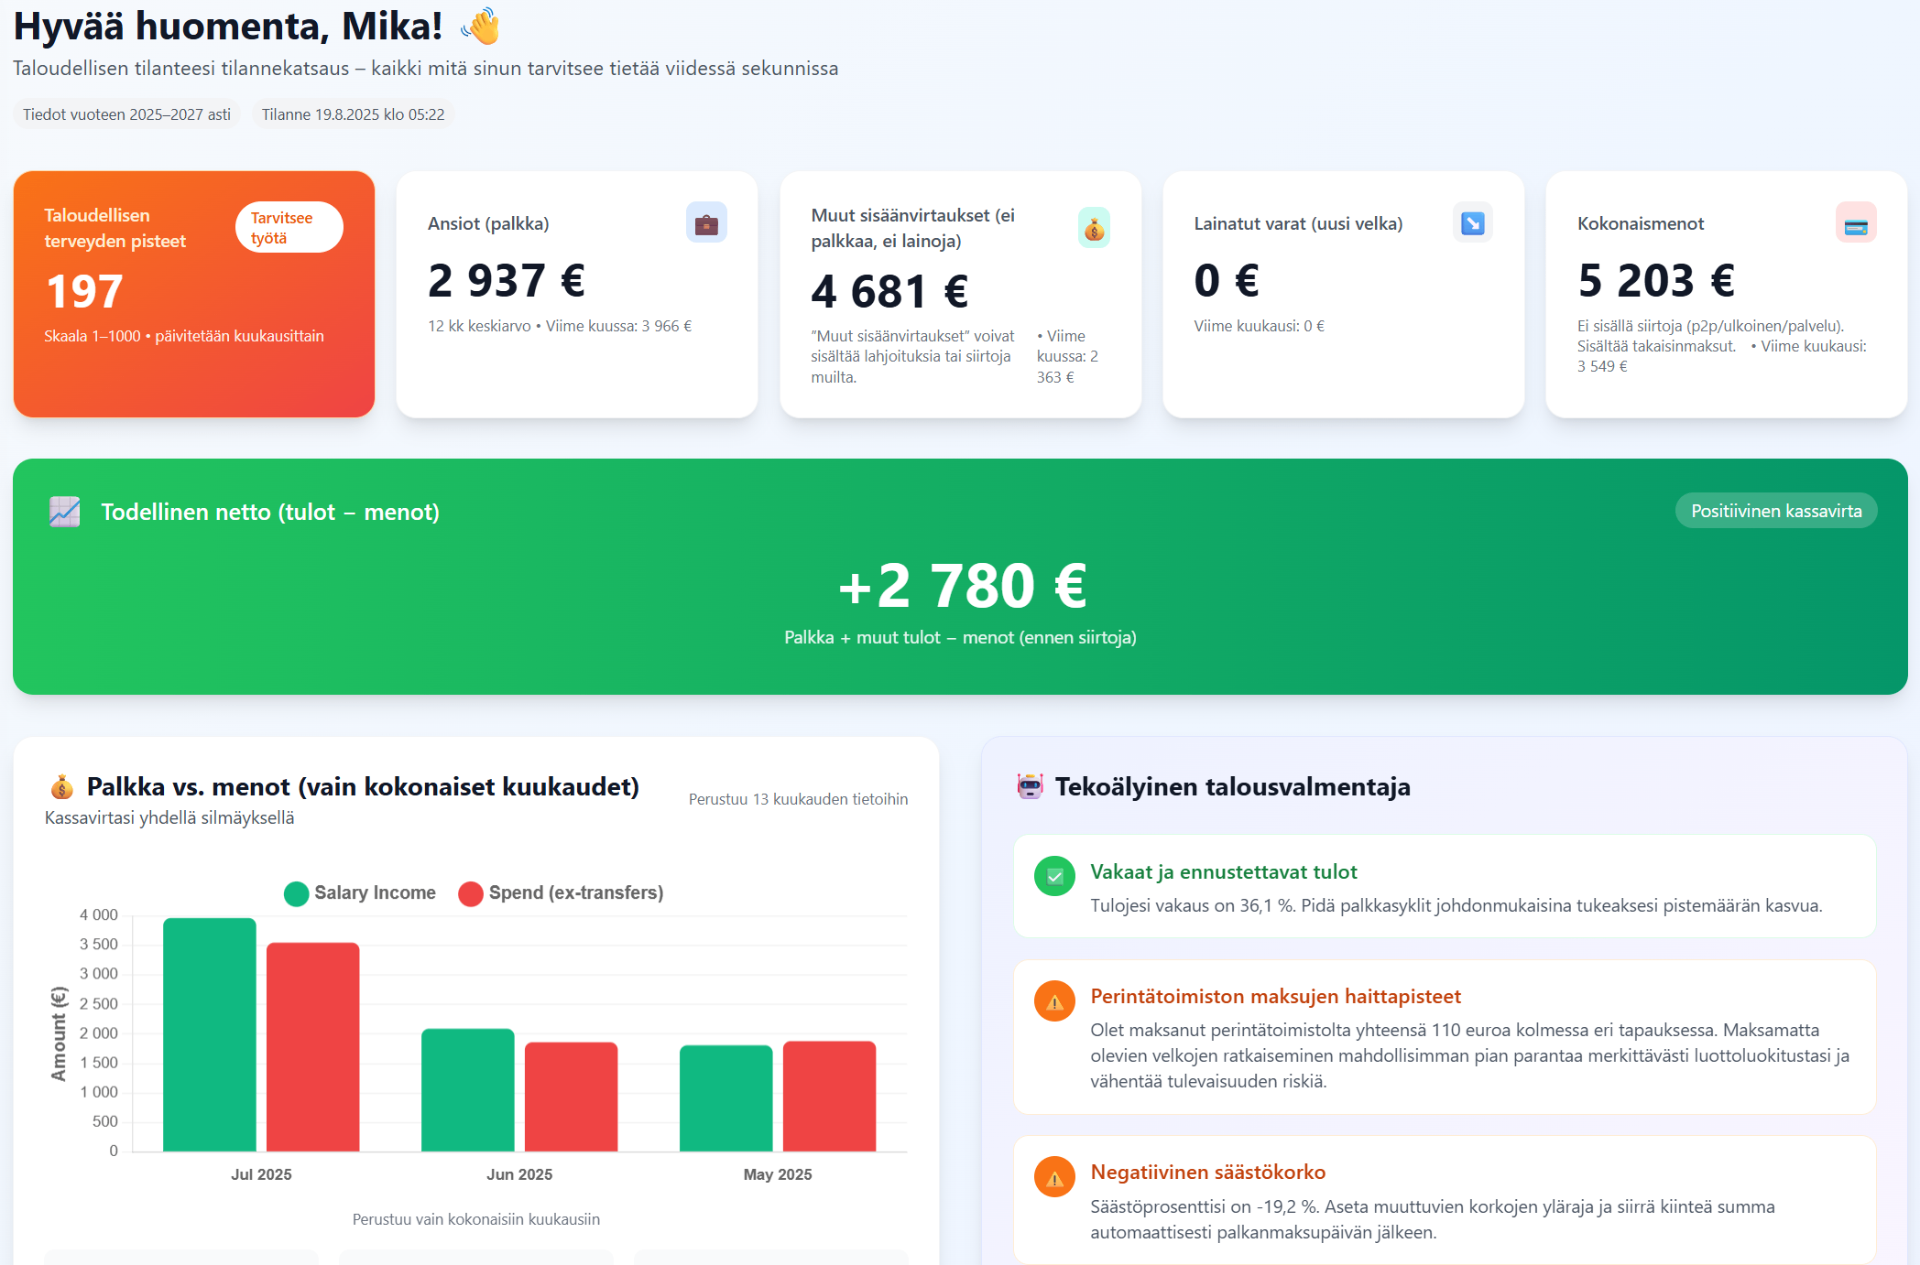 Hyvää huomenta, Mika!
Taloudellisen tilanteesi tilannekatsaus – kaikki mitä sinun tarvitsee tietää viidessä sekunnissa
Tiedot vuoteen 2025–2027 asti
Tilanne 19.8.2025 klo 05:22
Taloudellisen
terveyden pisteet
Tarvitsee
työtä
197
Skaala 1–1000 • päivitetään kuukausittain
Ansiot (palkka)
2 937 €
12 kk keskiarvo • Viime kuussa: 3 966 €
Muut sisäänvirtaukset (ei
palkkaa, ei lainoja)
4 681 €
"Muut sisäänvirtaukset" voivat
sisältää lahjoituksia tai siirtoja
muilta.
• Viime
kuussa: 2
363 €
Lainatut varat (uusi velka)
0 €
Viime kuukausi: 0 €
Kokonaismenot
5 203 €
Ei sisällä siirtoja (p2p/ulkoinen/palvelu).
Sisältää takaisinmaksut. • Viime kuukausi:
3 549 €
Todellinen netto (tulot – menot)
Positiivinen kassavirta
+2 780 €
Palkka + muut tulot – menot (ennen siirtoja)
Palkka vs. menot (vain kokonaiset kuukaudet)
Kassavirtasi yhdellä silmäyksellä
Perustuu 13 kuukauden tietoihin
Salary Income
Spend (ex-transfers)
Amount (€)
4 000
3 500
3 000
2 500
2 000
1 500
1 000
500
0
Jul 2025
Jun 2025
May 2025
Perustuu vain kokonaisiin kuukausiin
Tekoälyinen talousvalmentaja
Vakaat ja ennustettavat tulot
Tulojesi vakaus on 36,1 %. Pidä palkkasyklit johdonmukaisina tukeaksesi pistemäärän kasvua.
Perintätoimiston maksujen haittapisteet
Olet maksanut perintätoimistolta yhteensä 110 euroa kolmessa eri tapauksessa. Maksamatta
olevien velkojen ratkaiseminen mahdollisimman pian parantaa merkittävästi luottoluokitustasi ja
vähentää tulevaisuuden riskiä.
Negatiivinen säästökorko
Säästöprosenttisi on -19,2 %. Aseta muuttuvien korkojen yläraja ja siirrä kiinteä summa
automaattisesti palkanmaksupäivän jälkeen.